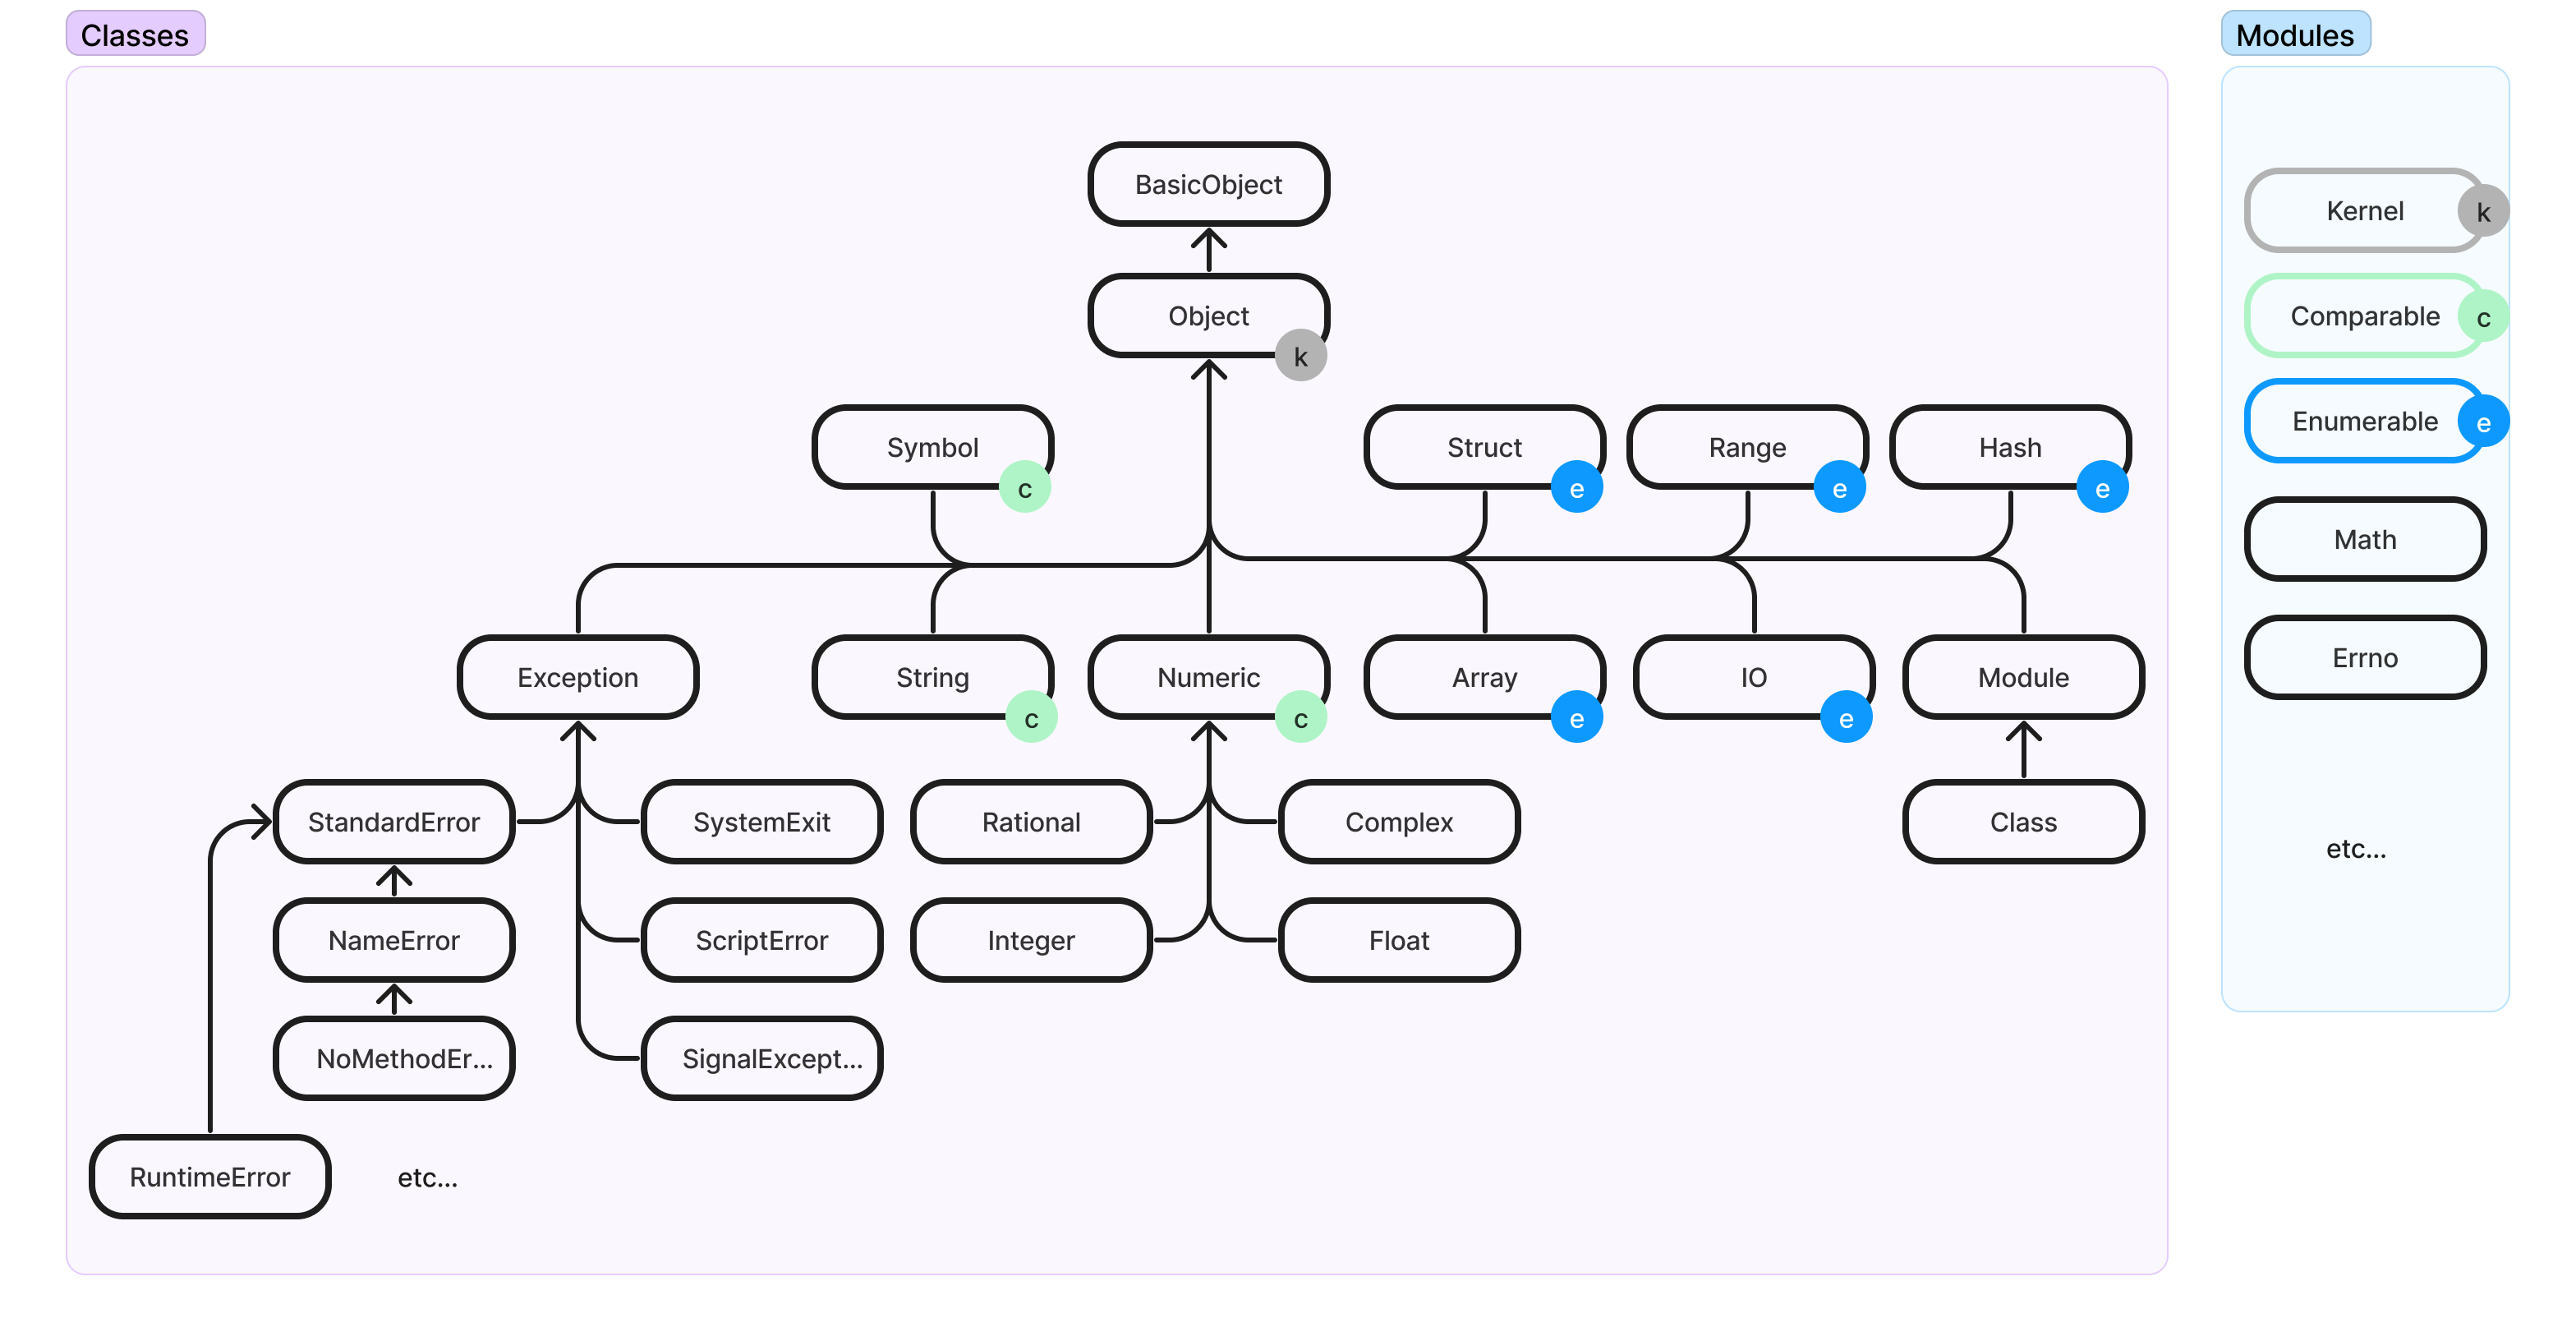 Classes
Modules
BasicObject
Object
k
Symbol
c
Struct
e
Range
e
Hash
e
Exception
String
c
Numeric
c
Array
e
IO
e
Module
StandardError
SystemExit
Rational
Complex
Class
NameError
ScriptError
Integer
Float
NoMethodEr...
SignalExcept...
RuntimeError
etc...
Kernel
k
Comparable
c
Enumerable
e
Math
Errno
etc...